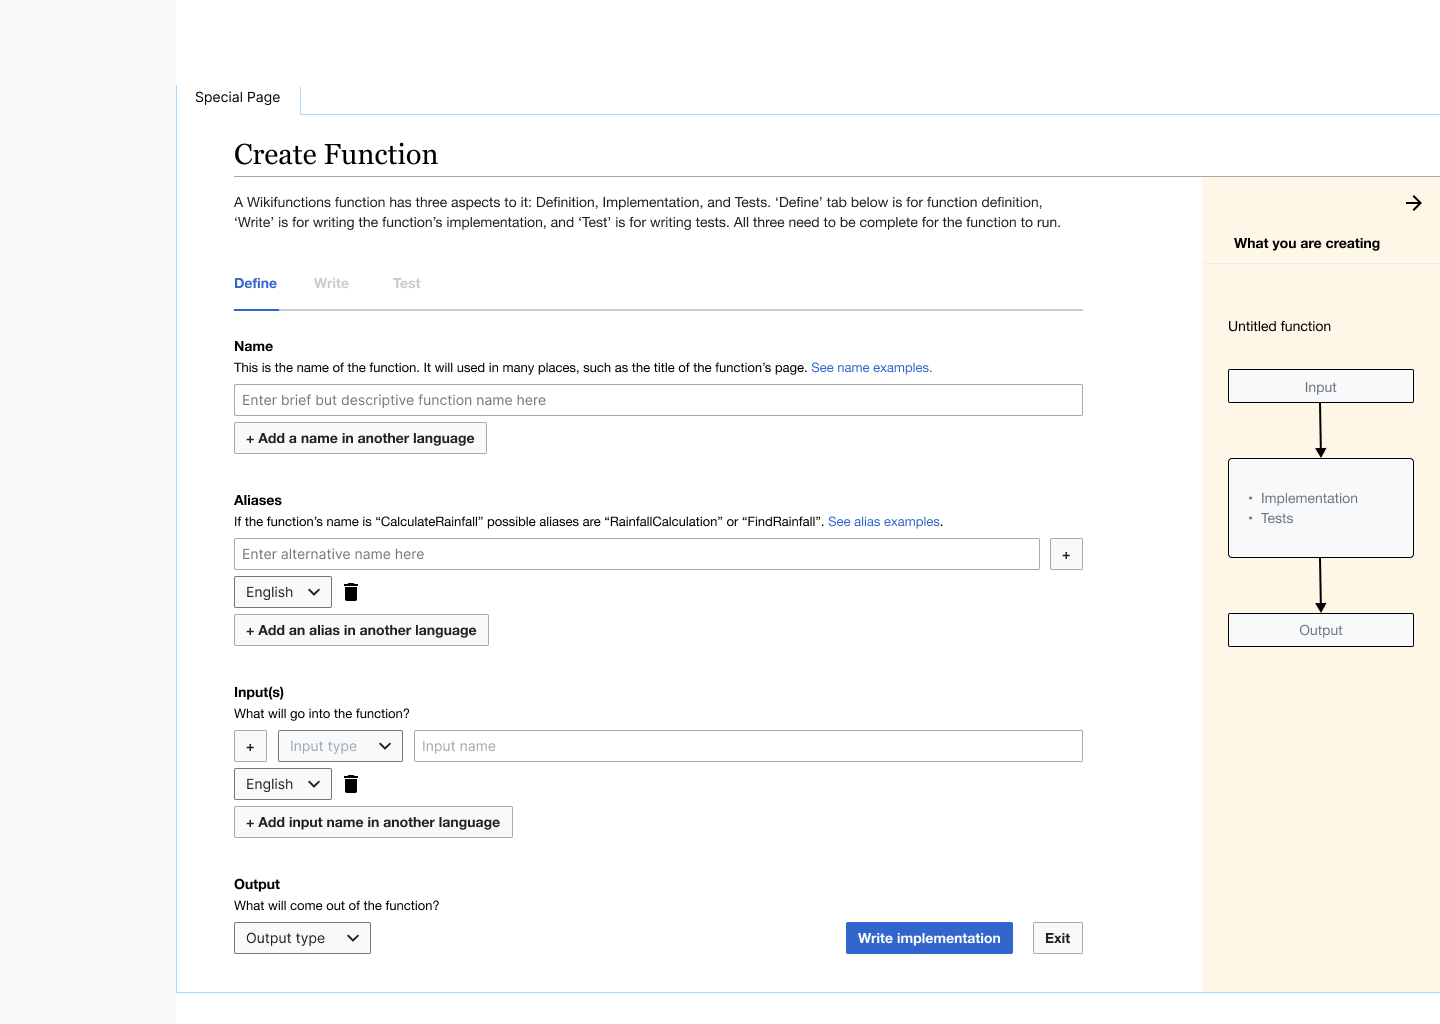 Special Page
Create Function
A Wikifunctions function has three aspects to it: Definition, Implementation, and Tests. ‘Define’ tab below is for function definition,
‘Write’ is for writing the function’s implementation, and ‘Test’ is for writing tests. All three need to be complete for the function to run.
Define Write Test
Name
This is the name of the function. It will used in many places, such as the title of the function’s page. See name examples.
Enter brief but descriptive function name here
+ Add a name in another language
Aliases
If the function’s name is “CalculateRainfall” possible aliases are “RainfallCalculation” or “FindRainfall”. See alias examples.
Enter alternative name here +
English
+ Add an alias in another language
Input(s)
What will go into the function?
+ Input type Input name
English
+ Add input name in another language
Output
What will come out of the function?
Output type Write implementation Exit
What you are creating
Untitled function
Input
• Implementation
• Tests
Output